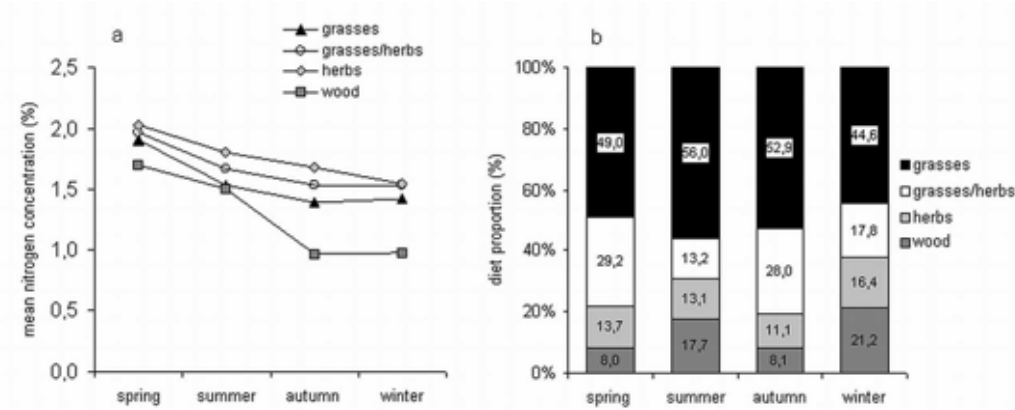 a
grasses
grasses/herbs
herbs
wood
mean nitrogen concentration (%)
2,5
2,0
1,5
1,0
0,5
0,0
spring summer autumn winter
b
diet proportion (%)
100%
80%
60%
40%
20%
0%
49,0 56,0 52,9 44,6
29,2 13,2 28,0 17,8
13,7 13,1 11,1 16,4
8,0 17,7 8,1 21,2
spring summer autumn winter
grasses
grasses/herbs
herbs
wood